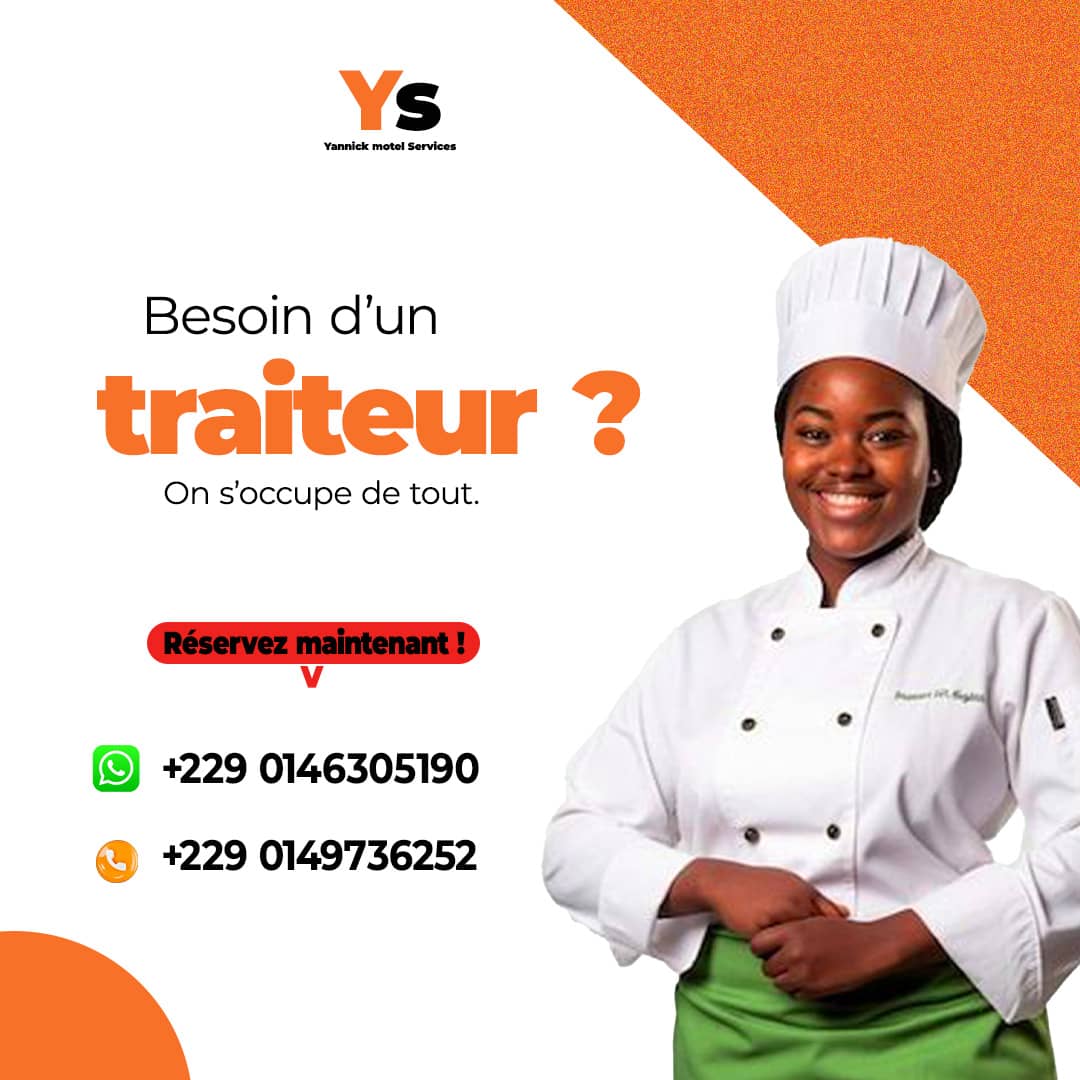 Ys
Yannick motel Services
Besoin d'un
traiteur ?
On s'occupe de tout.
Réservez maintenant !
V
+229 0146305190
+229 0149736252